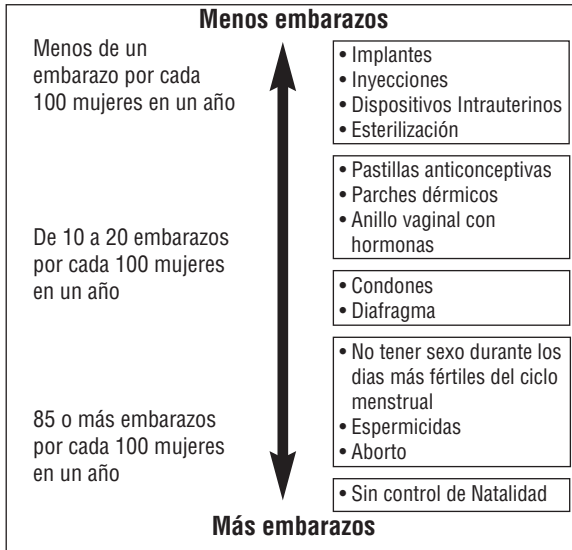 Menos embarazos
Menos de un
embarazo por cada
100 mujeres en un año
De 10 a 20 embarazos
por cada 100 mujeres
en un año
85 o más embarazos
por cada 100 mujeres
en un año
• Implantes
• Inyecciones
• Dispositivos Intrauterinos
• Esterilización
• Pastillas anticonceptivas
• Parches dérmicos
• Anillo vaginal con
hormonas
• Condones
• Diafragma
• No tener sexo durante los
dias más fértiles del ciclo
menstrual
• Espermicidas
• Aborto
• Sin control de Natalidad
Más embarazos